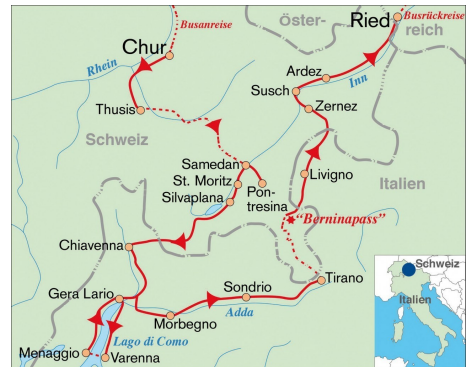 Busanreise
Öster-
reich
Ried
Busrückreise
Chur
Rhein
Ardez
Inn
Susch
Thusis
Zernez
Schweiz
Samedan
St. Moritz
Silvaplana
Pon-
tresina
Livigno
Italien
"Berninapass"
Chiavenna
Tirano
Gera Lario
Sondrio
Adda
Morbegno
Lago di Como
Menaggio
Varenna
Schweiz
Italien